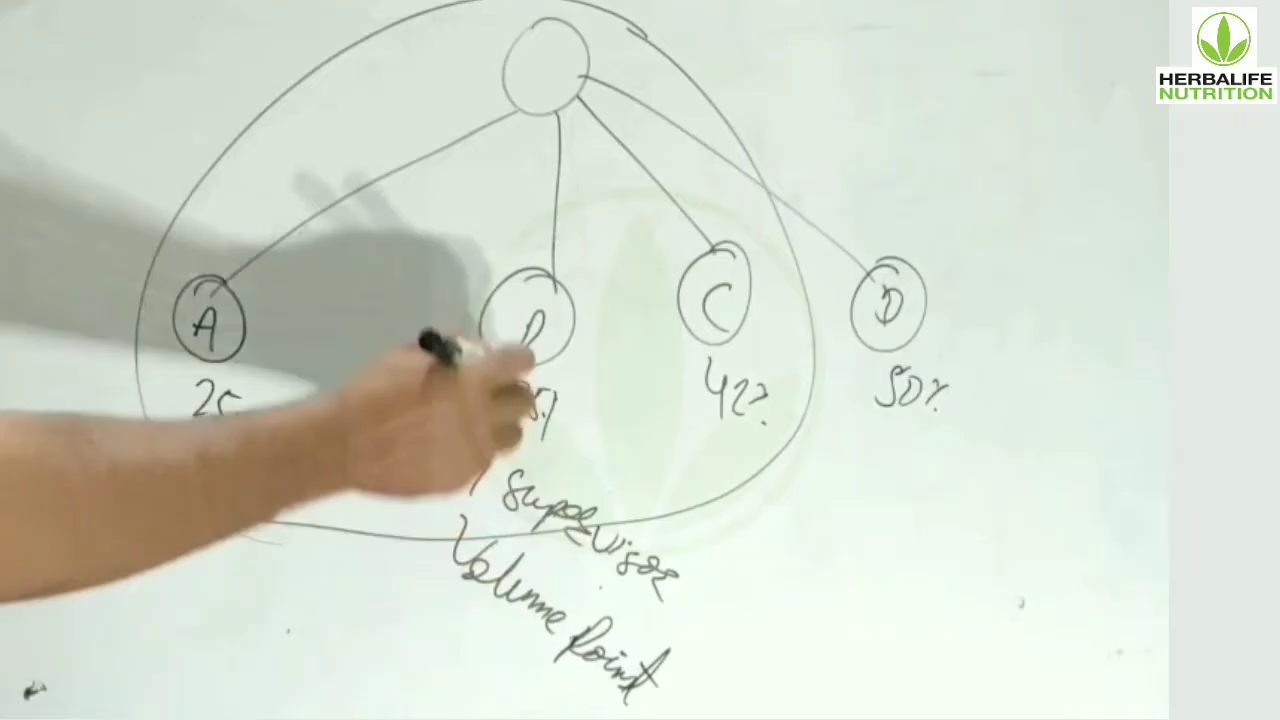 HERBALIFE
NUTRITION
A
C
D
42%
50%
Supervisor
Volume Point